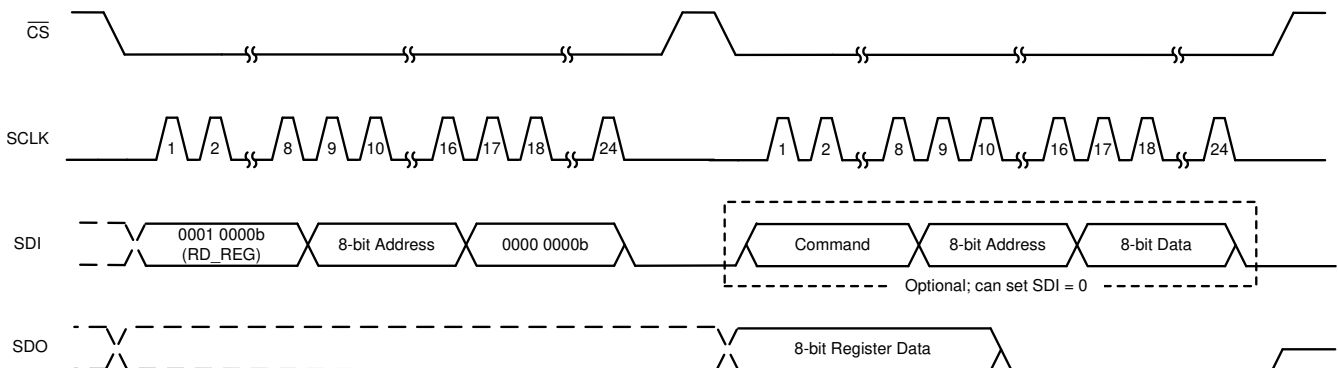 CS
SCLK
1 2 8 9 10 16 17 18 24 1 2 8 9 10 16 17 18 24
SDI
0001 0000b
(RD_REG)
8-bit Address
0000 0000b
Command
8-bit Address
8-bit Data
Optional; can set SDI = 0
SDO
8-bit Register Data